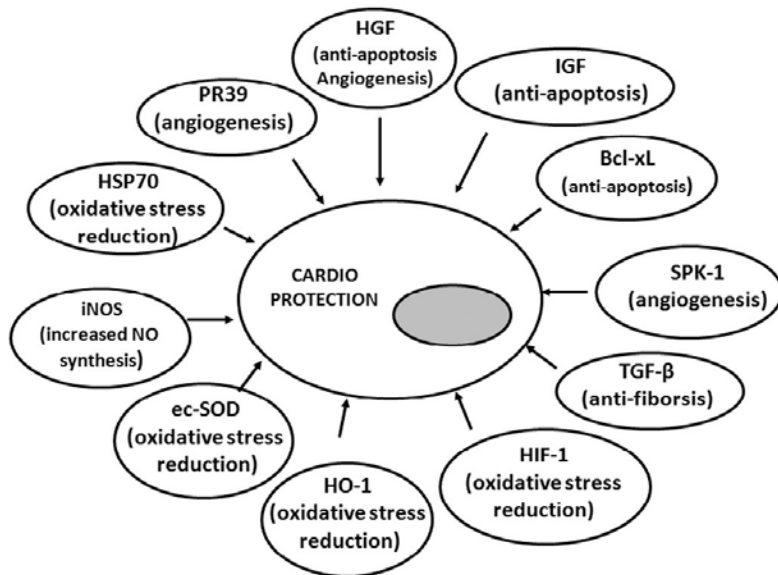 HGF
(anti-apoptosis
Angiogenesis)
IGF
(anti-apoptosis)
PR39
(angiogenesis)
Bcl-xL
(anti-apoptosis)
HSP70
(oxidative stress
reduction)
CARDIO
PROTECTION
SPK-1
(angiogenesis)
iNOS
(increased NO
synthesis)
TGF-β
(anti-fiborsis)
ec-SOD
(oxidative stress
reduction)
HIF-1
(oxidative stress
reduction)
HO-1
(oxidative stress
reduction)